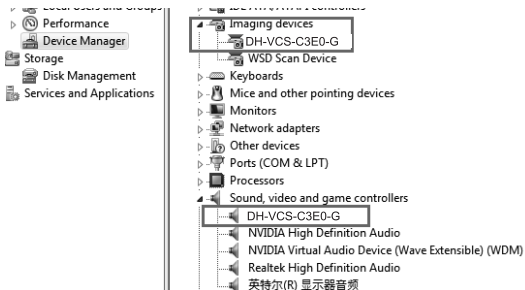 Performance
Device Manager
Storage
Disk Management
Services and Applications
Imaging devices
DH-VCS-C3E0-G
WSD Scan Device
Keyboards
Mice and other pointing devices
Monitors
Network adapters
Other devices
Ports (COM & LPT)
Processors
Sound, video and game controllers
DH-VCS-C3E0-G
NVIDIA High Definition Audio
NVIDIA Virtual Audio Device (Wave Extensible) (WDM)
Realtek High Definition Audio
英特尔(R) 显示器音频